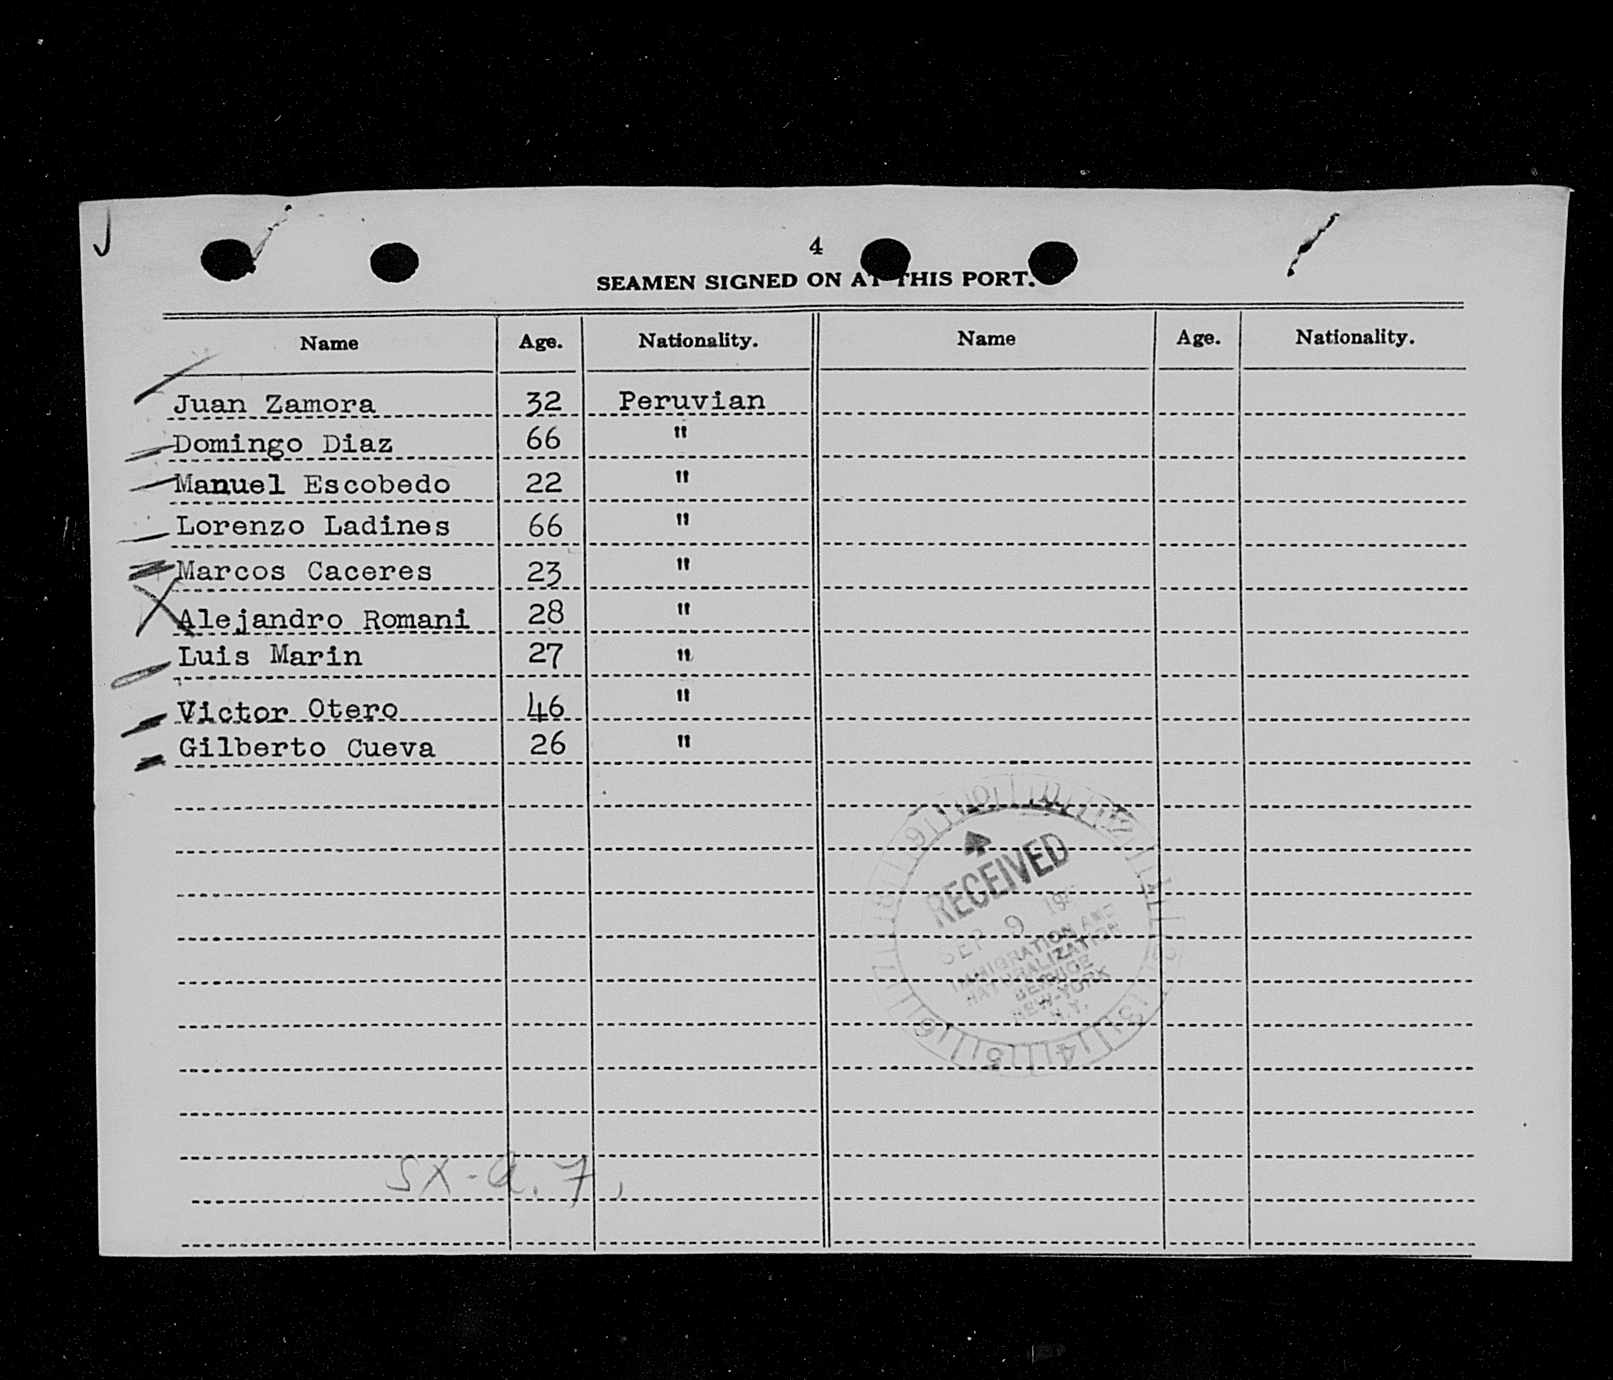 4
SEAMEN SIGNED ON AT THIS PORT.
Name Age. Nationality. Name Age. Nationality.
Juan Zamora 32 Peruvian
Domingo Diaz 66 "
Manuel Escobedo 22 "
Lorenzo Ladines 66 "
Marcos Caceres 23 "
Alejandro Romani 28 "
Luis Marin 27 "
Victor Otero 46 "
Gilberto Cueva 26 "
RECEIVED
SEP 9 19
IMMIGRATION AND
NATURALIZATION
SERVICE
NEW-YORK
N.Y.
SX-a.7,